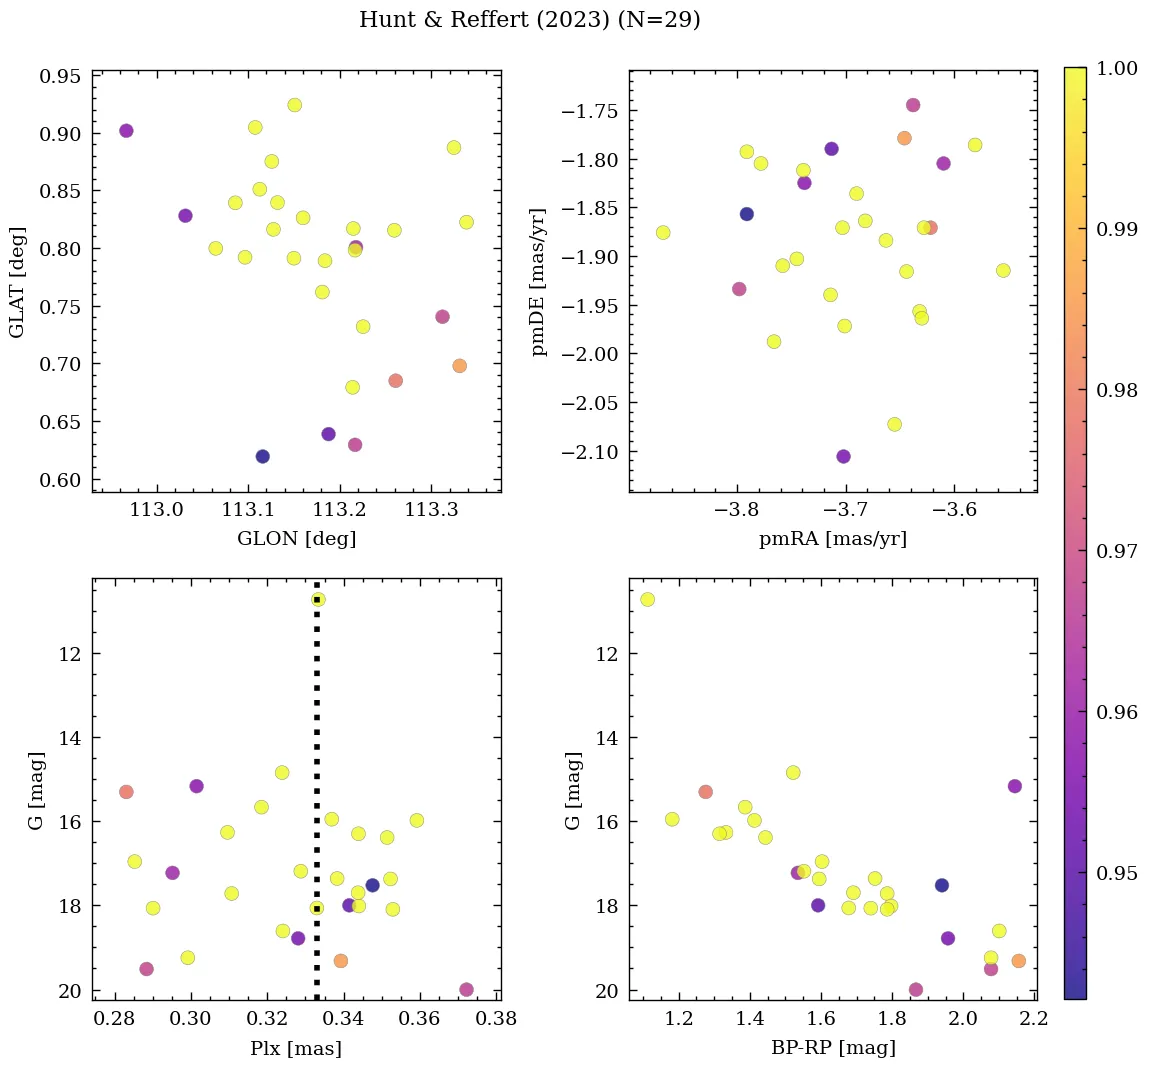 Hunt & Reffert (2023) (N=29)
0.95
0.90
0.85
0.80
0.75
0.70
0.65
0.60
GLAT [deg]
113.0 113.1 113.2 113.3
GLON [deg]
−1.75
−1.80
−1.85
−1.90
−1.95
−2.00
−2.05
−2.10
pmDE [mas/yr]
−3.8 −3.7 −3.6
pmRA [mas/yr]
1.00
0.99
0.98
0.97
0.96
0.95
12
14
16
18
20
G [mag]
0.28 0.30 0.32 0.34 0.36 0.38
Plx [mas]
12
14
16
18
20
G [mag]
1.2 1.4 1.6 1.8 2.0 2.2
BP-RP [mag]